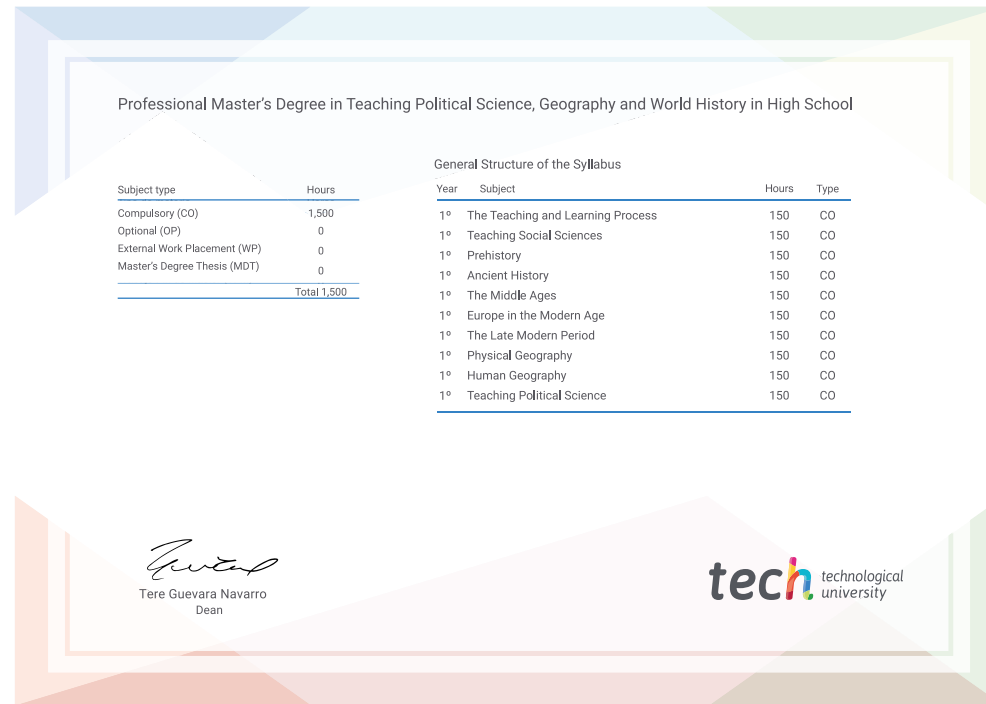 Professional Master's Degree in Teaching Political Science, Geography and World History in High School
Subject type Hours
Compulsory (CO) 1,500
Optional (OP) 0
External Work Placement (WP) 0
Master's Degree Thesis (MDT) 0
Total 1,500
General Structure of the Syllabus
Year Subject Hours Type
1º The Teaching and Learning Process 150 CO
1º Teaching Social Sciences 150 CO
1º Prehistory 150 CO
1º Ancient History 150 CO
1º The Middle Ages 150 CO
1º Europe in the Modern Age 150 CO
1º The Late Modern Period 150 CO
1º Physical Geography 150 CO
1º Human Geography 150 CO
1º Teaching Political Science 150 CO
Tere Guevara Navarro
Dean
tech technological
university